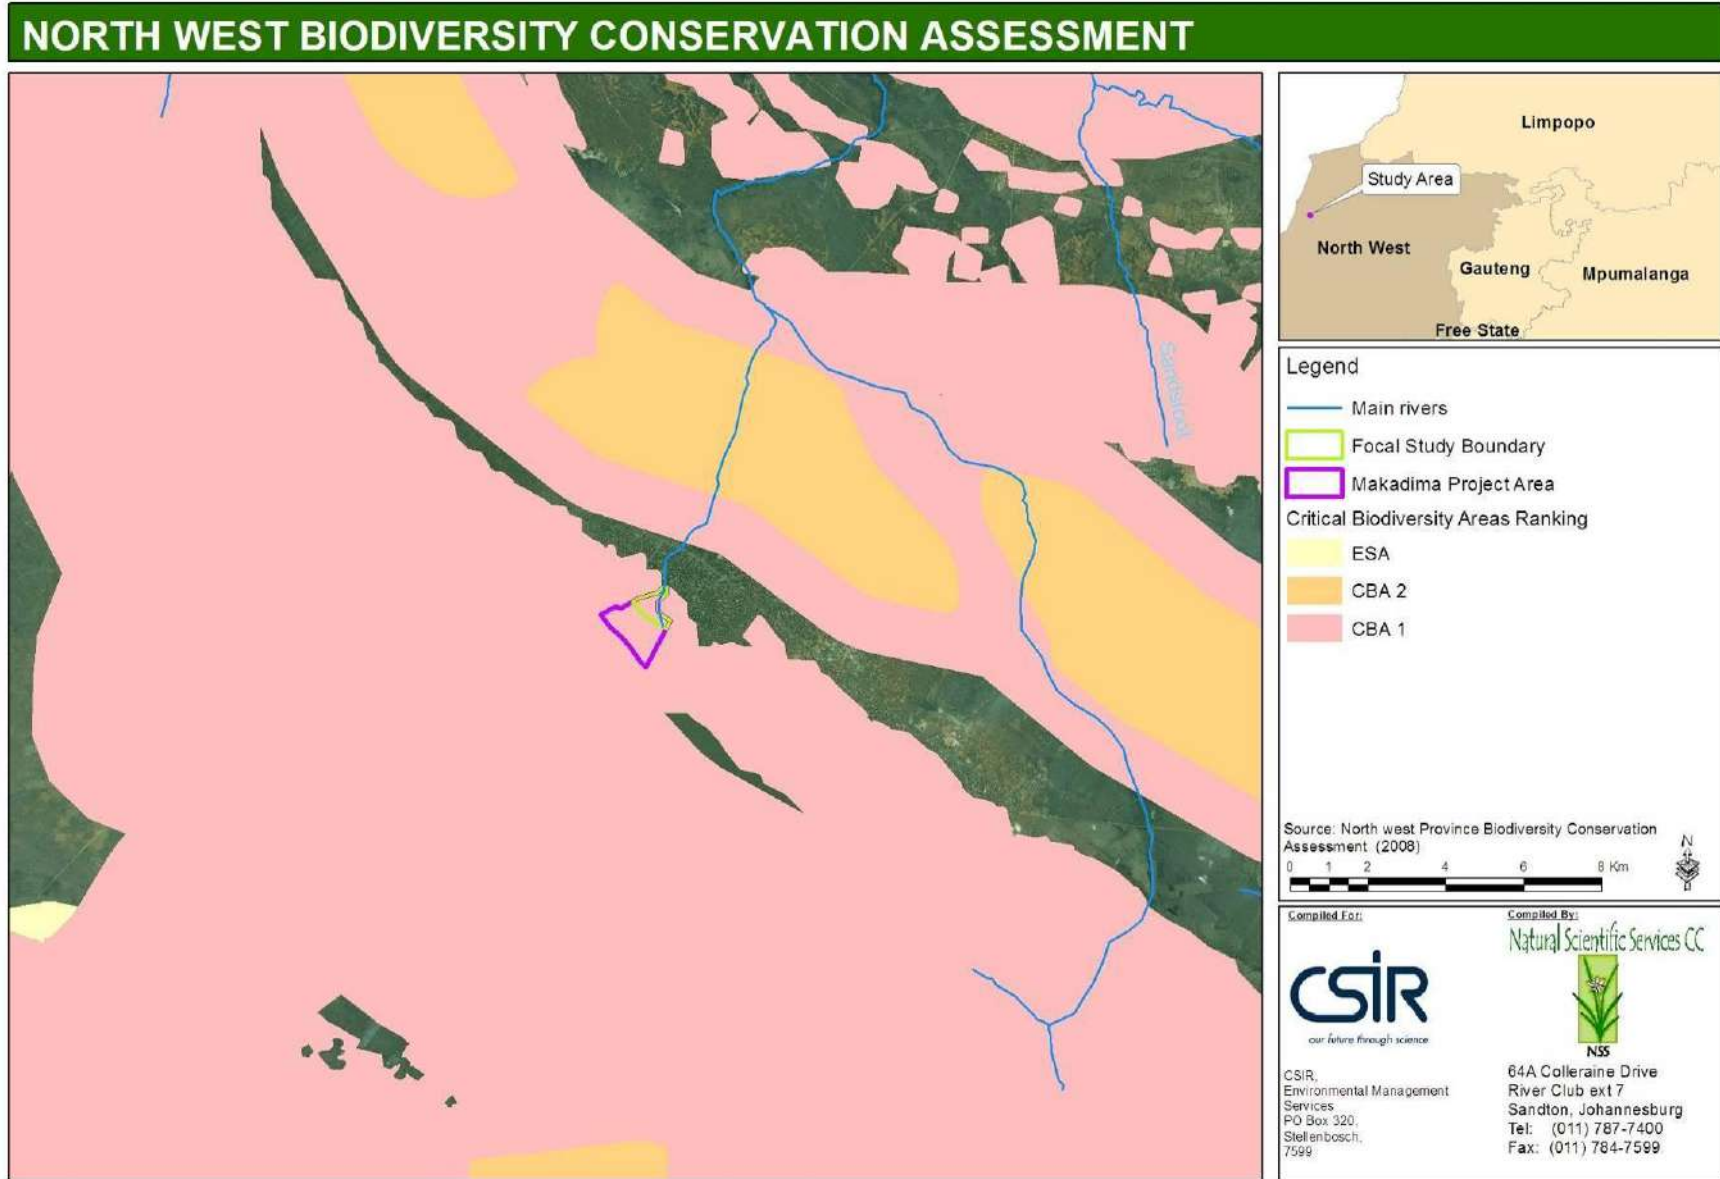 NORTH WEST BIODIVERSITY CONSERVATION ASSESSMENT
Sandsloot
Limpopo
Study Area
North West
Gauteng
Mpumalanga
Free State
Legend
Main rivers
Focal Study Boundary
Makadima Project Area
Critical Biodiversity Areas Ranking
ESA
CBA 2
CBA 1
Source: North west Province Biodiversity Conservation
Assessment (2008)
0 1 2 4 6 8 Km
N
Compiled For:
CSIR
our future through science
CSIR,
Environmental Management
Services
PO Box 320,
Stellenbosch,
7599
Compiled By:
Natural Scientific Services CC
NSS
64A Colleraine Drive
River Club ext 7
Sandton, Johannesburg
Tel: (011) 787-7400
Fax: (011) 784-7599